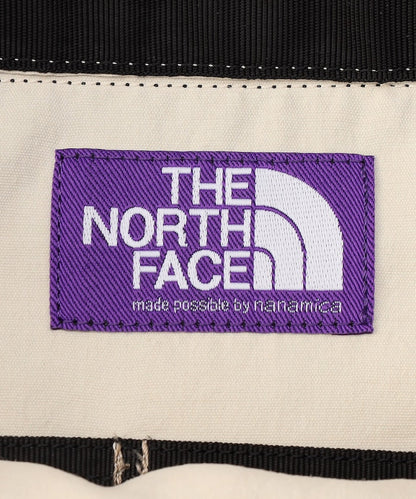 THE
NORTH
FACE
made possible by nanamica